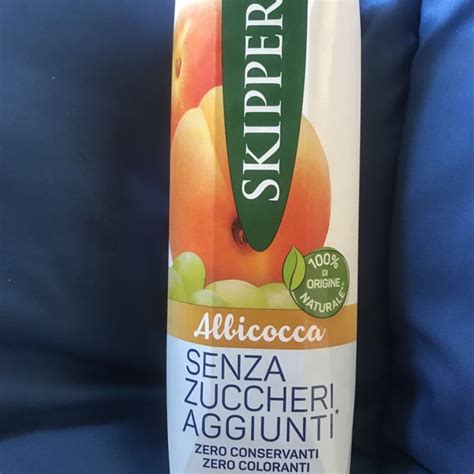 SKIPPER
100%
DI
ORIGINE
NATURALE**
Albicocca
SENZA
ZUCCHERI
AGGIUNTI*
ZERO CONSERVANTI
ZERO COLORANTI